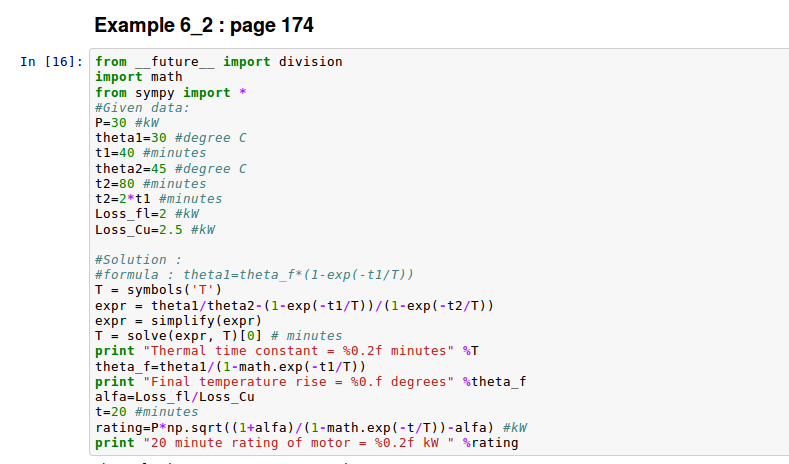 Example 6_2 : page 174
In [16]: from __future__ import division
import math
from sympy import *
#Given data:
P=30 #kW
theta1=30 #degree C
t1=40 #minutes
theta2=45 #degree C
t2=80 #minutes
t2=2*t1 #minutes
Loss_fl=2 #kW
Loss_Cu=2.5 #kW
#Solution :
#formula : theta1=theta_f*(1-exp(-t1/T))
T = symbols('T')
expr = theta1/theta2-(1-exp(-t1/T))/(1-exp(-t2/T))
expr = simplify(expr)
T = solve(expr, T)[0] # minutes
print "Thermal time constant = %0.2f minutes" %T
theta_f=theta1/(1-math.exp(-t1/T))
print "Final temperature rise = %0.f degrees" %theta_f
alfa=Loss_fl/Loss_Cu
t=20 #minutes
rating=P*np.sqrt((1+alfa)/(1-math.exp(-t/T))-alfa) #kW
print "20 minute rating of motor = %0.2f kW " %rating